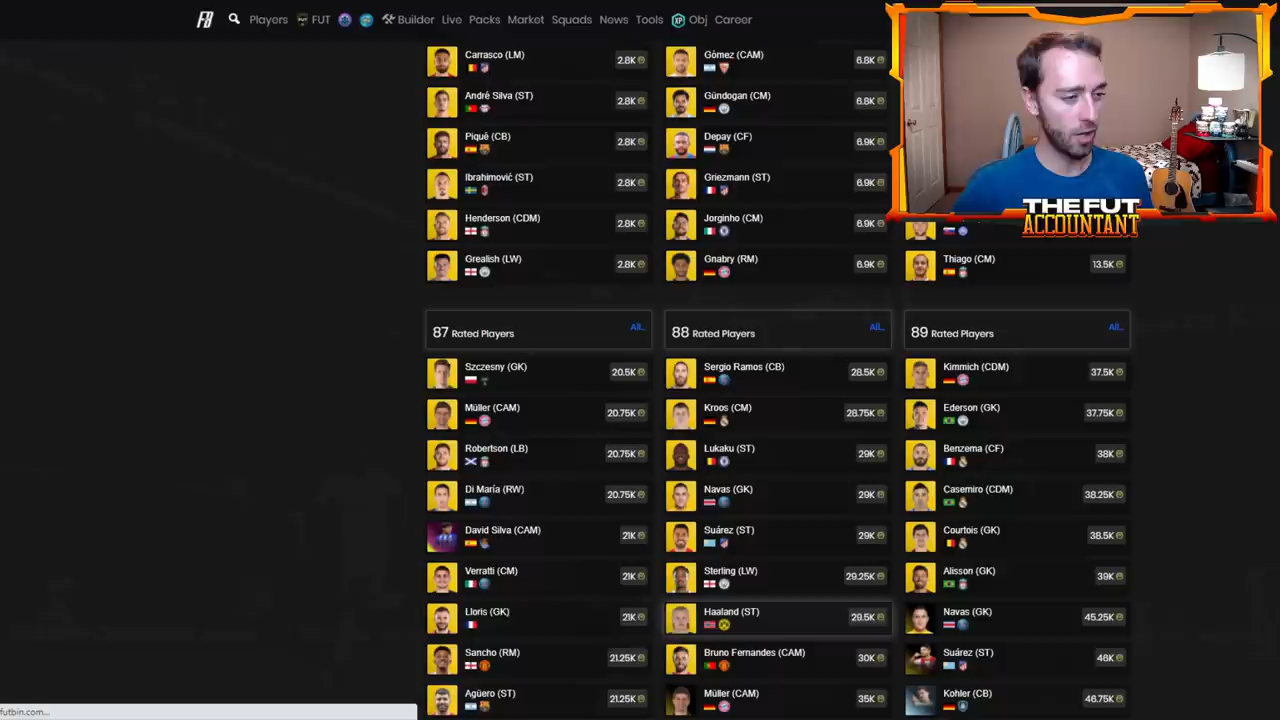 FB Players FUT Builder Live Packs Market Squads News Tools XP Obj Career
Carrasco (LM) 2.8K
André Silva (ST) 2.8K
Piqué (CB) 2.8K
Ibrahimović (ST) 2.8K
Henderson (CDM) 2.8K
Grealish (LW) 2.8K
Gómez (CAM) 6.8K
Gündogan (CM) 6.8K
Depay (CF) 6.9K
Griezmann (ST) 6.9K
Jorginho (CM) 6.9K
Gnabry (RM) 6.9K
THE FUT
ACCOUNTANT
Thiago (CM) 13.5K
87 Rated Players All..
Szczesny (GK) 20.5K
Müller (CAM) 20.75K
Robertson (LB) 20.75K
Di María (RW) 20.75K
David Silva (CAM) 21K
Verratti (CM) 21K
Lloris (GK) 21K
Sancho (RM) 21.25K
Agüero (ST) 21.25K
88 Rated Players All..
Sergio Ramos (CB) 28.5K
Kroos (CM) 28.75K
Lukaku (ST) 29K
Navas (GK) 29K
Suárez (ST) 29K
Sterling (LW) 29.25K
Haaland (ST) 29.5K
Bruno Fernandes (CAM) 30K
Müller (CAM) 35K
89 Rated Players All..
Kimmich (CDM) 37.5K
Ederson (GK) 37.75K
Benzema (CF) 38K
Casemiro (CDM) 38.25K
Courtois (GK) 38.5K
Alisson (GK) 39K
Navas (GK) 45.25K
Suárez (ST) 46K
Kohler (CB) 46.75K
futbin.com...